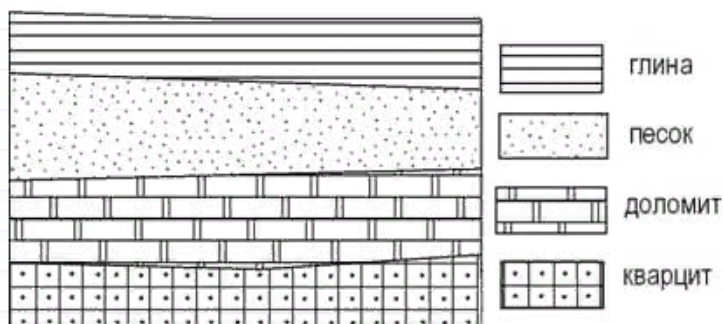 глина
песок
доломит
кварцит